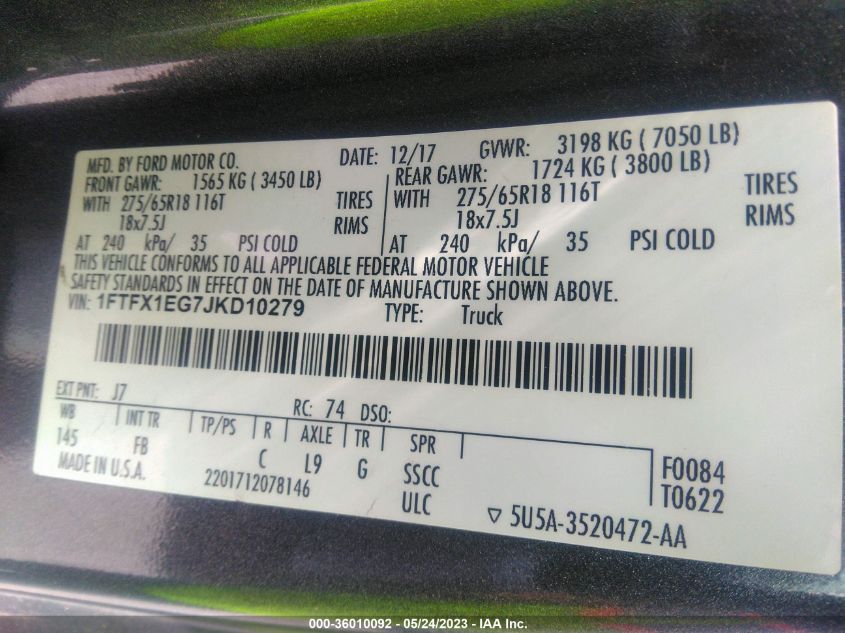 MFD. BY FORD MOTOR CO. DATE: 12/17 GVWR: 3198 KG ( 7050 LB)
FRONT GAWR: 1565 KG ( 3450 LB) REAR GAWR: 1724 KG ( 3800 LB)
WITH 275/65R18 116T TIRES WITH 275/65R18 116T TIRES
18x7.5J RIMS 18x7.5J RIMS
AT 240 kPa/ 35 PSI COLD AT 240 kPa/ 35 PSI COLD
THIS VEHICLE CONFORMS TO ALL APPLICABLE FEDERAL MOTOR VEHICLE
SAFETY STANDARDS IN EFFECT ON THE DATE OF MANUFACTURE SHOWN ABOVE.
VIN: 1FTFX1EG7JKD10279 TYPE: Truck
EXT PNT: J7 RC: 74 DSO:
WB INT TR TP/PS R AXLE TR SPR
145 FB C L9 G SSCC F0084
MADE IN U.S.A. 2201712078146 ULC T0622
5U5A-3520472-AA
000-36010092 - 05/24/2023 - IAA Inc.